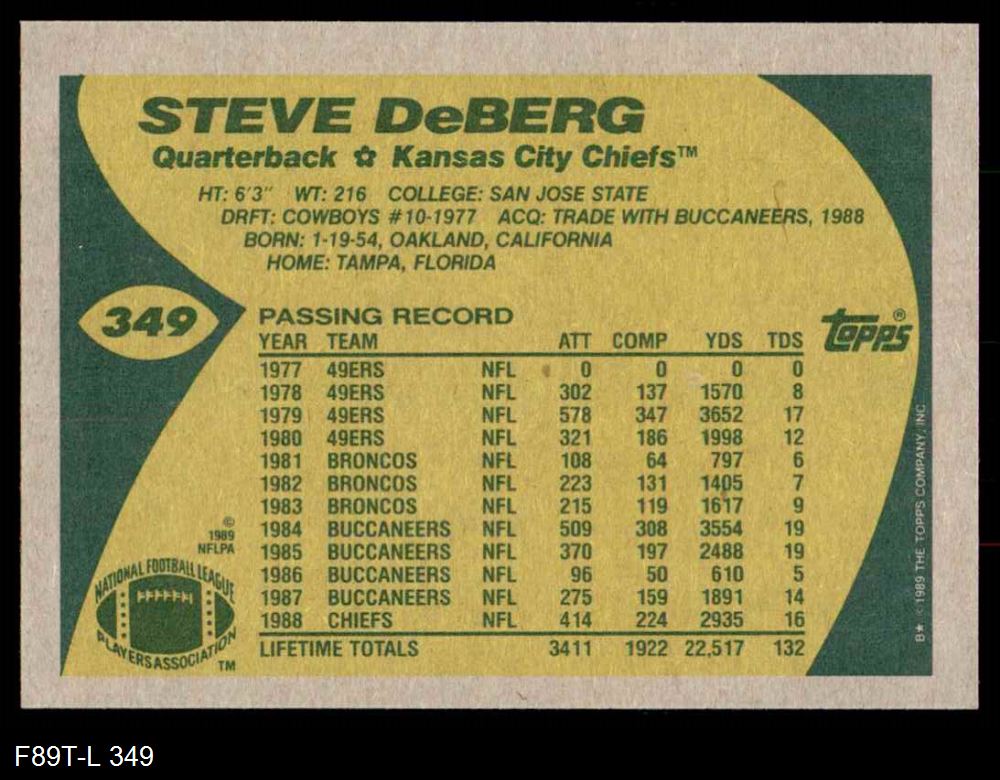 STEVE DeBERG
Quarterback ✿ Kansas City Chiefs™
HT: 6'3" WT: 216 COLLEGE: SAN JOSE STATE
DRFT: COWBOYS #10-1977 ACQ: TRADE WITH BUCCANEERS, 1988
BORN: 1-19-54, OAKLAND, CALIFORNIA
HOME: TAMPA, FLORIDA
349
PASSING RECORD
YEAR TEAM ATT COMP YDS TDS
1977 49ERS NFL 0 0 0 0
1978 49ERS NFL 302 137 1570 8
1979 49ERS NFL 578 347 3652 17
1980 49ERS NFL 321 186 1998 12
1981 BRONCOS NFL 108 64 797 6
1982 BRONCOS NFL 223 131 1405 7
1983 BRONCOS NFL 215 119 1617 9
1984 BUCCANEERS NFL 509 308 3554 19
1985 BUCCANEERS NFL 370 197 2488 19
1986 BUCCANEERS NFL 96 50 610 5
1987 BUCCANEERS NFL 275 159 1891 14
1988 CHIEFS NFL 414 224 2935 16
LIFETIME TOTALS 3411 1922 22,517 132
topps®
©
1989
NFLPA
NATIONAL FOOTBALL LEAGUE
PLAYERS ASSOCIATION
TM
B★ 1989 THE TOPPS COMPANY, INC.
F89T-L 349